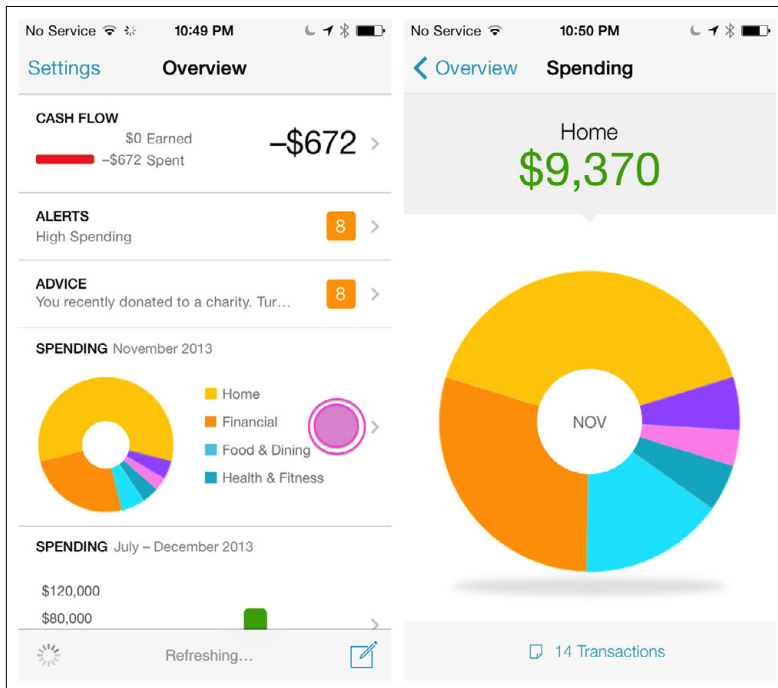 No Service 10:49 PM
Settings Overview
CASH FLOW
$0 Earned
–$672 Spent
–$672
ALERTS
High Spending
8
ADVICE
You recently donated to a charity. Tur...
8
SPENDING November 2013
Home
Financial
Food & Dining
Health & Fitness
SPENDING July – December 2013
$120,000
$80,000
Refreshing...
No Service 10:50 PM
Overview Spending
Home
$9,370
NOV
14 Transactions